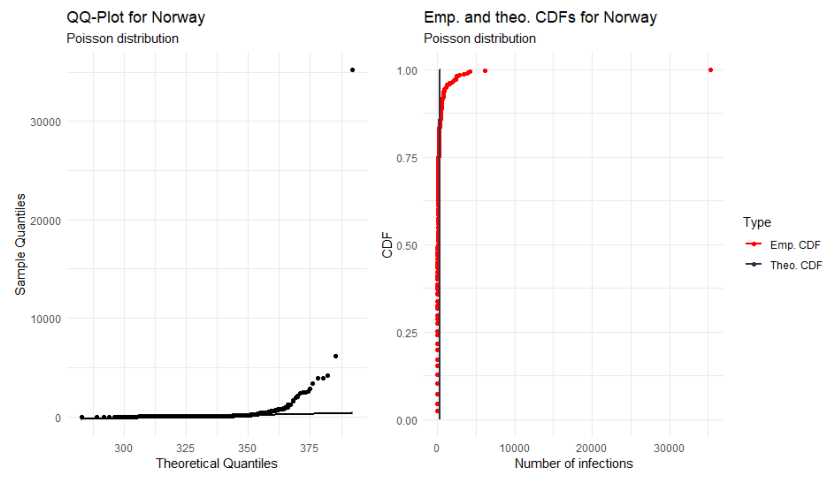 QQ-Plot for Norway
Poisson distribution
30000
20000
10000
0
Sample Quantiles
300
325
350
375
Theoretical Quantiles
Emp. and theo. CDFs for Norway
Poisson distribution
1.00
0.75
0.50
0.25
0.00
CDF
0
10000
20000
30000
Number of infections
Type
Emp. CDF
Theo. CDF